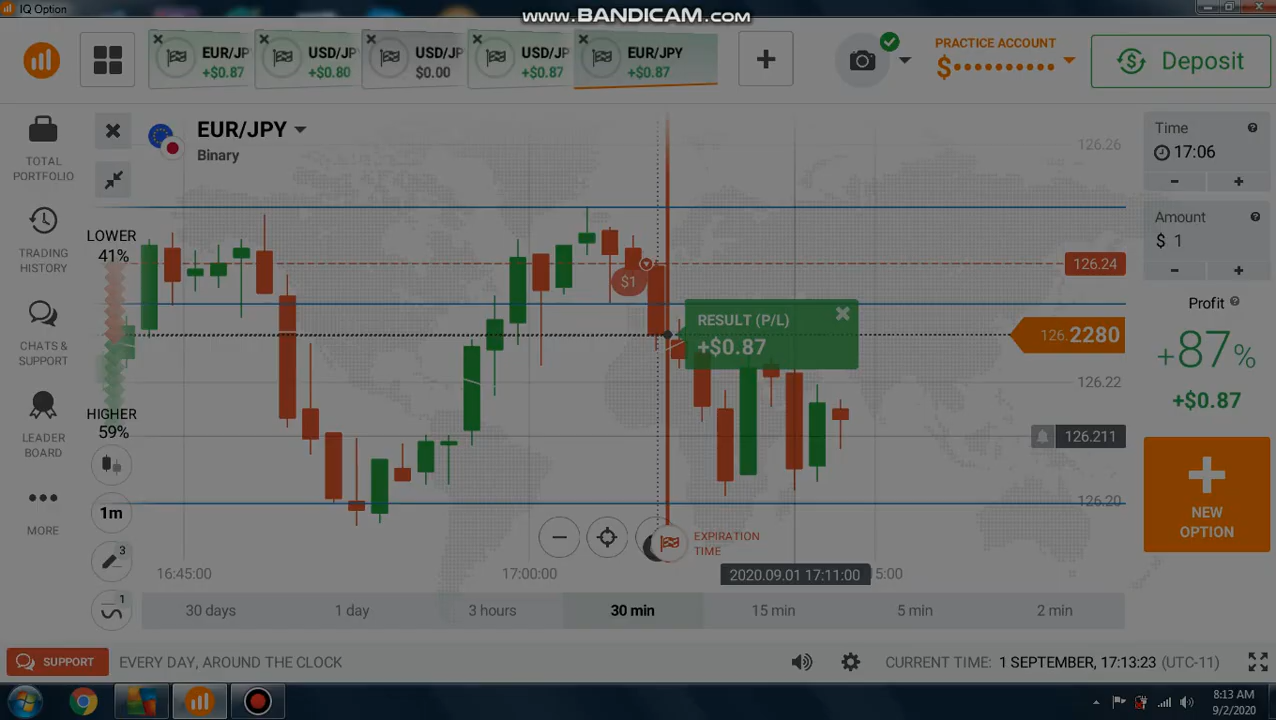 IQ Option
www.BANDICAM.com
EUR/JP
+$0.87
USD/JP
+$0.80
USD/JP
$0.00
USD/JP
+$0.87
EUR/JPY
+$0.87
PRACTICE ACCOUNT
$••••••••••
Deposit
TOTAL
PORTFOLIO
TRADING
HISTORY
CHATS &
SUPPORT
LEADER
BOARD
MORE
EUR/JPY
Binary
LOWER
41%
HIGHER
59%
1m
3
1
$1
RESULT (P/L)
+$0.87
126.26
126.24
126.2280
126.22
126.211
126.20
EXPIRATION
TIME
16:45:00
17:00:00
2020.09.01 17:11:00
5:00
30 days
1 day
3 hours
30 min
15 min
5 min
2 min
Time
17:06
- +
Amount
$ 1
- +
Profit
+87%
+$0.87
NEW
OPTION
SUPPORT
EVERY DAY, AROUND THE CLOCK
CURRENT TIME: 1 SEPTEMBER, 17:13:23 (UTC-11)
8:13 AM
9/2/2020